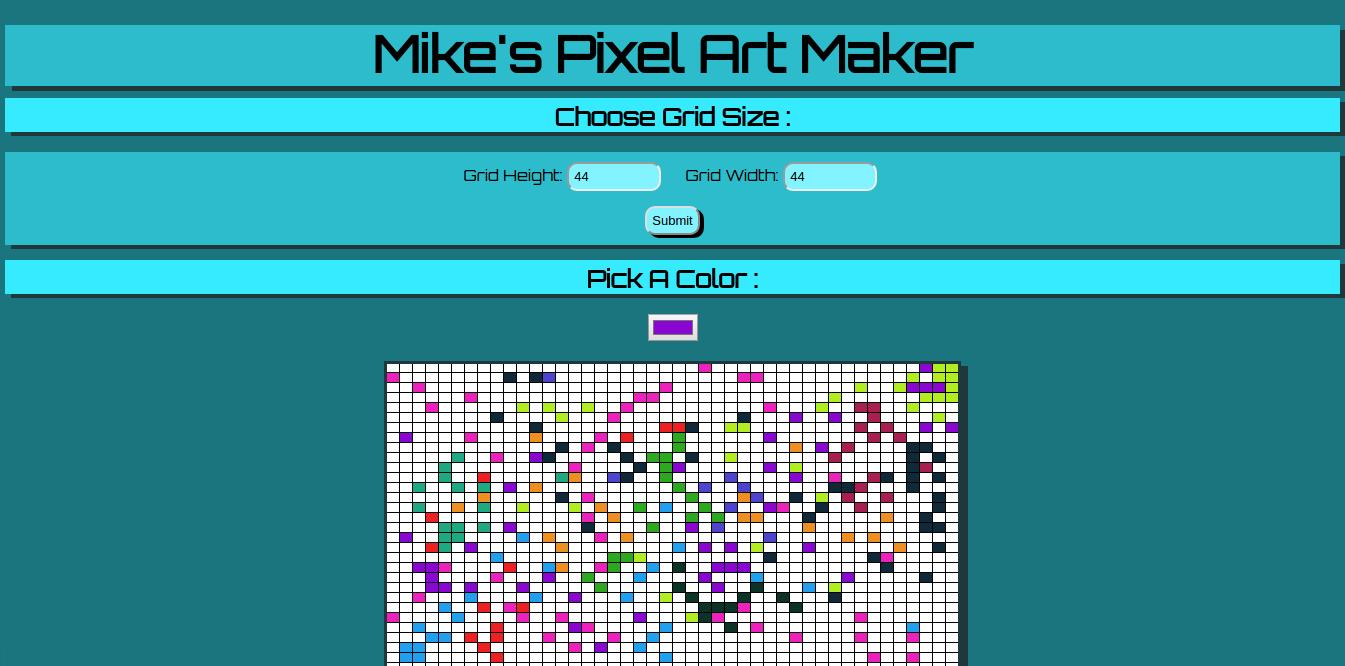 Mike's Pixel Art Maker
Choose Grid Size :
Grid Height: 44 Grid Width: 44
Submit
Pick A Color :